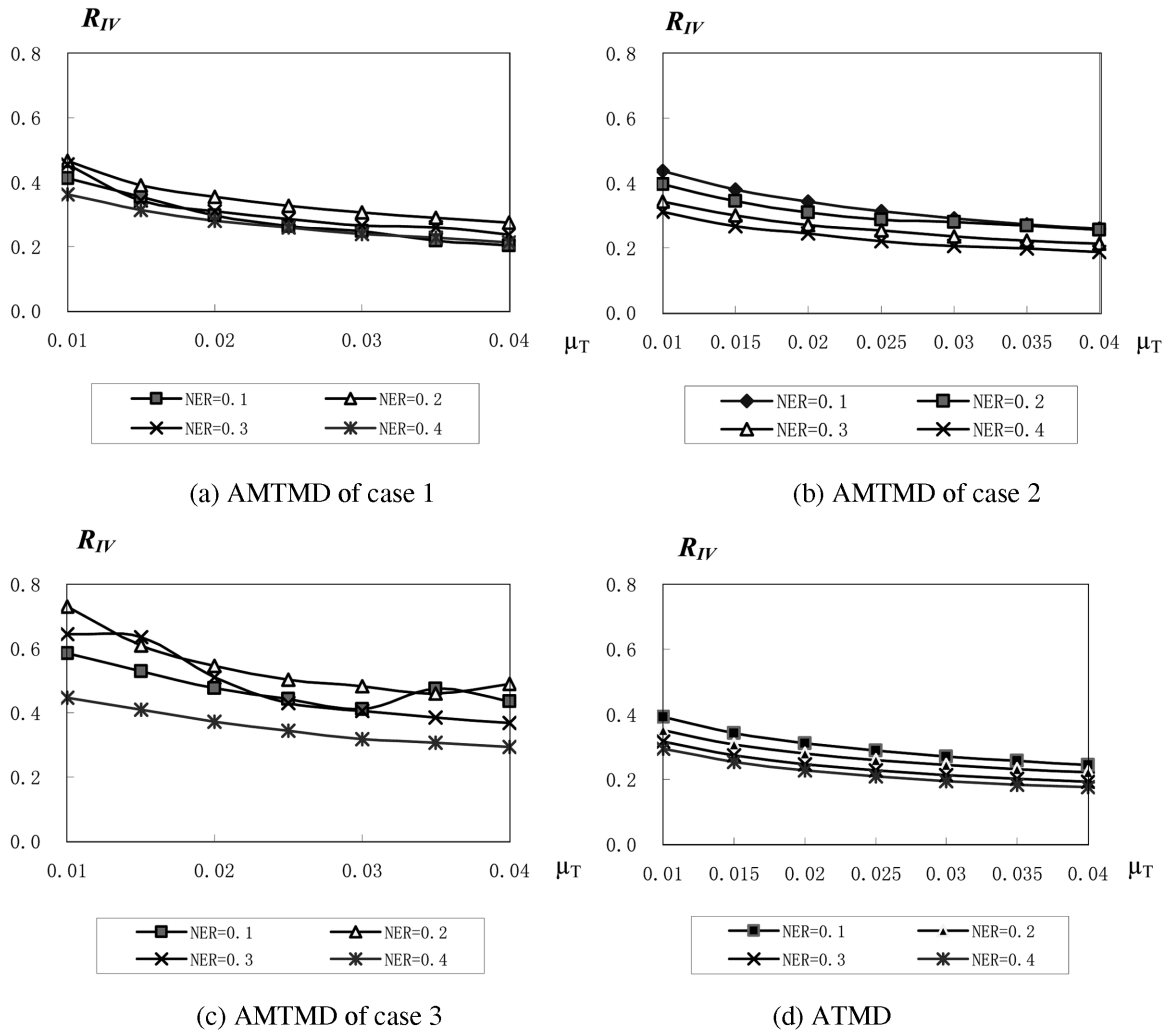 R_IV
0.8
0.6
0.4
0.2
0.0
0.01 0.02 0.03 0.04 μ_T
NER=0.1 NER=0.2
NER=0.3 NER=0.4
(a) AMTMD of case 1
R_IV
0.8
0.6
0.4
0.2
0.0
0.01 0.015 0.02 0.025 0.03 0.035 0.04 μ_T
NER=0.1 NER=0.2
NER=0.3 NER=0.4
(b) AMTMD of case 2
R_IV
0.8
0.6
0.4
0.2
0.0
0.01 0.02 0.03 0.04 μ_T
NER=0.1 NER=0.2
NER=0.3 NER=0.4
(c) AMTMD of case 3
R_IV
0.8
0.6
0.4
0.2
0.0
0.01 0.015 0.02 0.025 0.03 0.035 0.04 μ_T
NER=0.1 NER=0.2
NER=0.3 NER=0.4
(d) ATMD